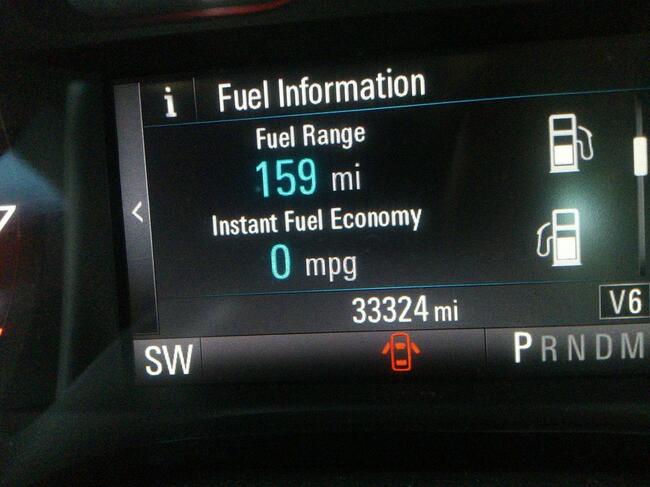 i Fuel Information
Fuel Range
159 mi
Instant Fuel Economy
0 mpg
33324 mi V6
SW PRNDM